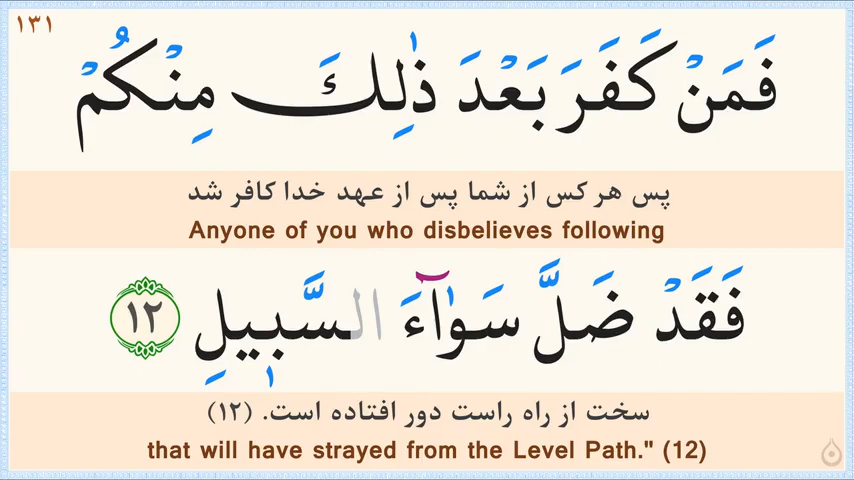 ١٣١
فَمَنْ كَفَرَ بَعْدَ ذٰلِكَ مِنْكُمْ
پس هر کس از شما پس از عهد خدا کافر شد
Anyone of you who disbelieves following
فَقَدْ ضَلَّ سَوٰآءَ السَّبٖيلِ ١٢
سخت از راه راست دور افتاده است. (١٢)
that will have strayed from the Level Path." (12)